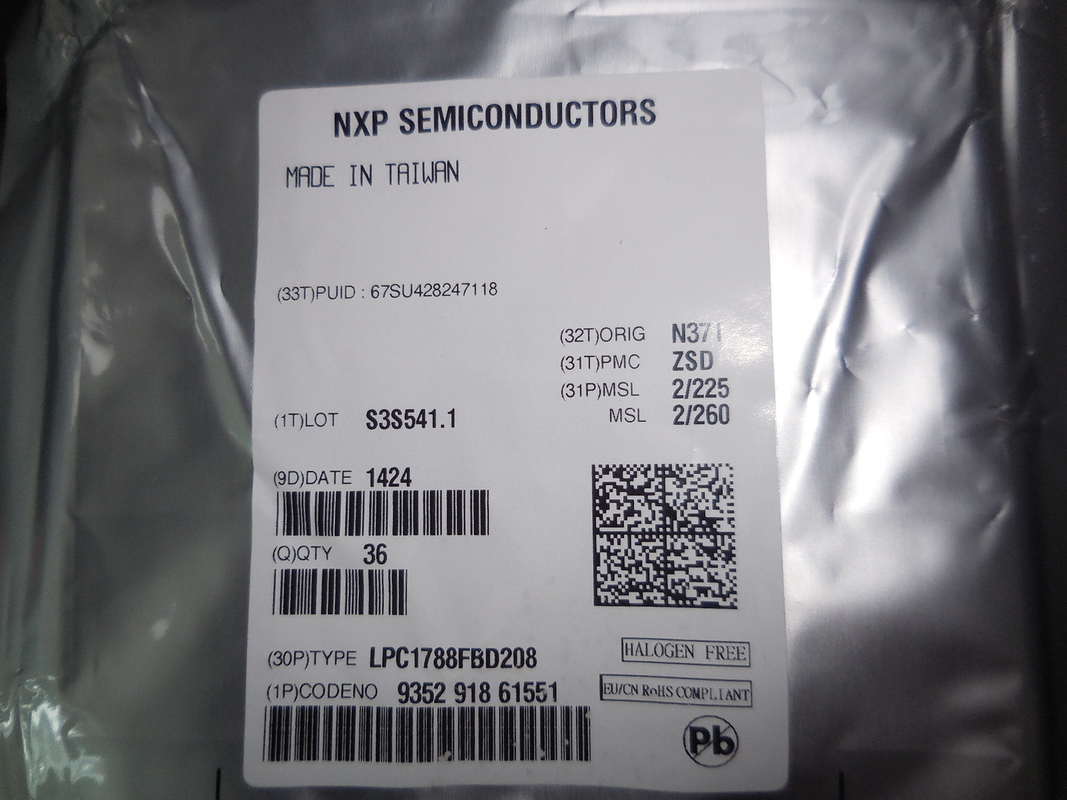 NXP SEMICONDUCTORS
MADE IN TAIWAN
(33T)PUID : 67SU428247118
(32T)ORIG N371
(31T)PMC ZSD
(31P)MSL 2/225
MSL 2/260
(1T)LOT S3S541.1
(9D)DATE 1424
(Q)QTY 36
(30P)TYPE LPC1788FBD208
HALOGEN FREE
(1P)CODENO 9352 918 61551
EU/CN RoHS COMPLIANT
Pb